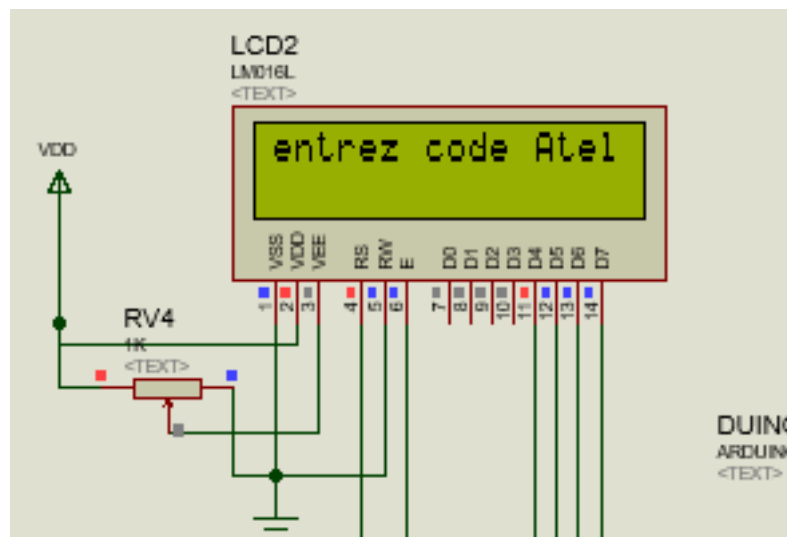 LCD2
LM016L
<TEXT>
entrez code Atel
VDD
VSS VDD VEE RS RW E D0 D1 D2 D3 D4 D5 D6 D7
1 2 3 4 5 6 7 8 9 10 11 12 13 14
RV4
1K
<TEXT>
DUINO
ARDUINO
<TEXT>